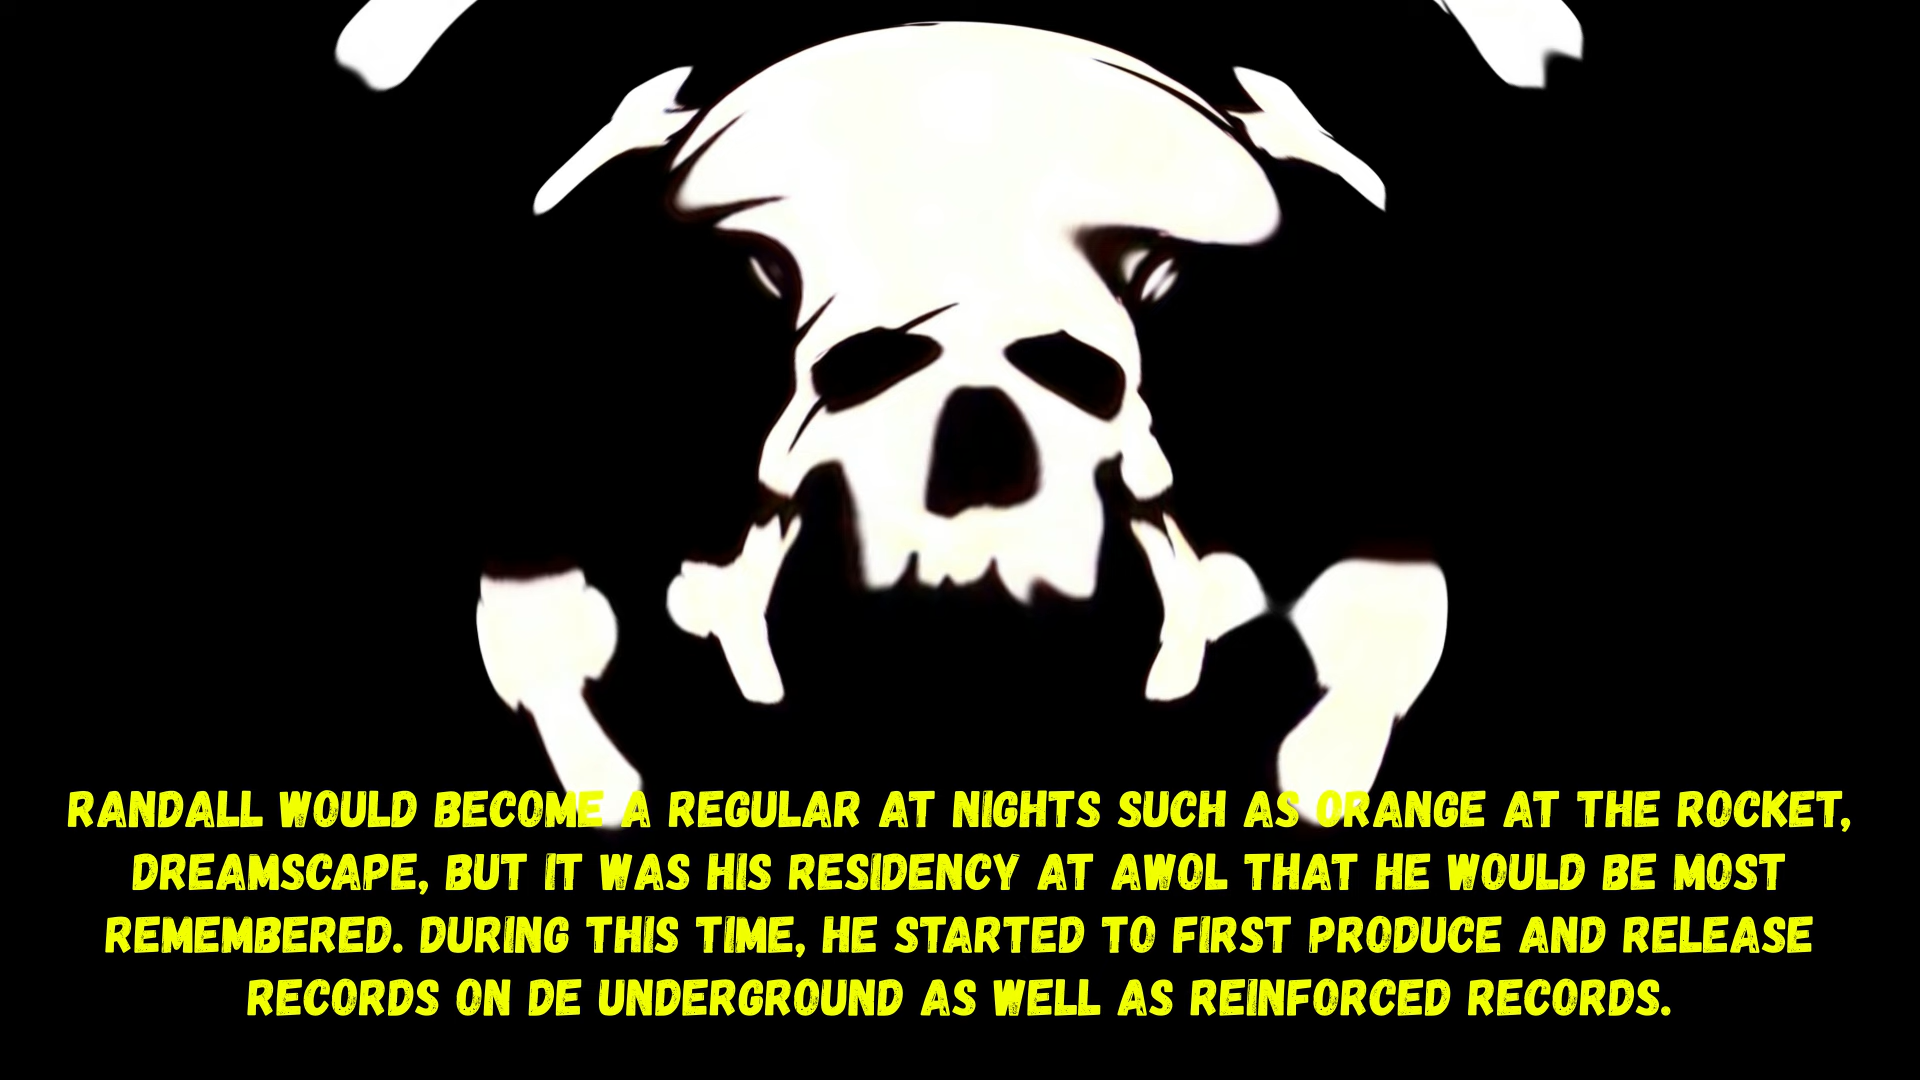 RANDALL WOULD BECOME A REGULAR AT NIGHTS SUCH AS ORANGE AT THE ROCKET,
DREAMSCAPE, BUT IT WAS HIS RESIDENCY AT AWOL THAT HE WOULD BE MOST
REMEMBERED. DURING THIS TIME, HE STARTED TO FIRST PRODUCE AND RELEASE
RECORDS ON DE UNDERGROUND AS WELL AS REINFORCED RECORDS.